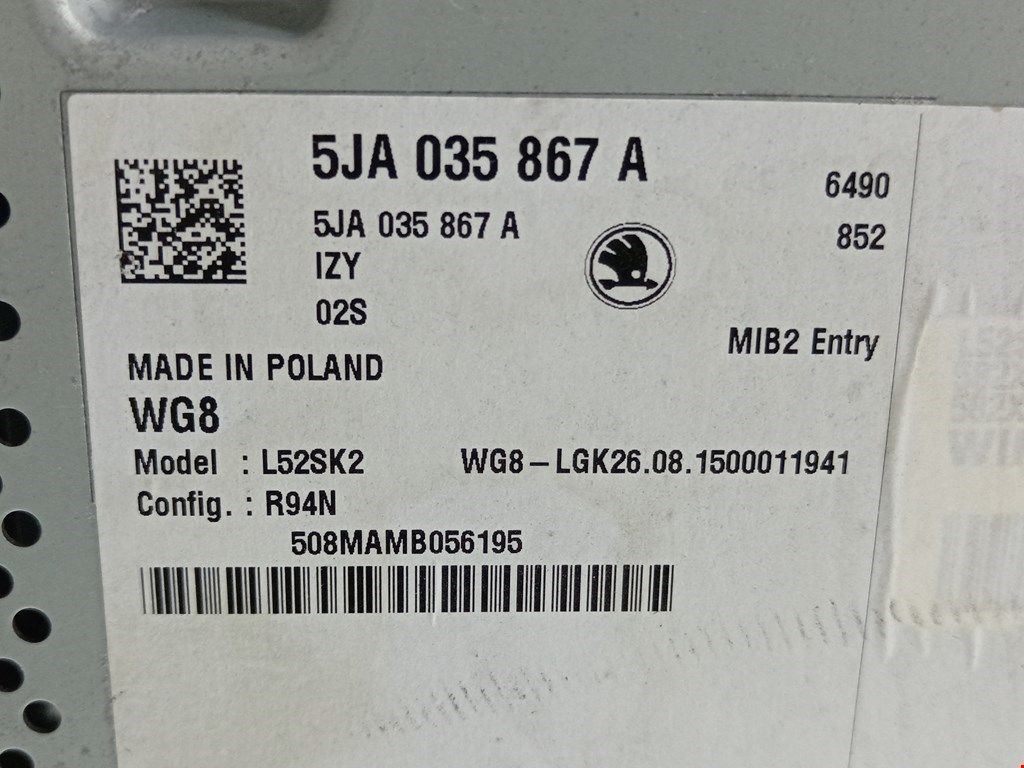 5JA 035 867 A
6490
5JA 035 867 A
852
IZY
02S
MIB2 Entry
MADE IN POLAND
WG8
Model : L52SK2 WG8-LGK26.08.1500011941
Config. : R94N
508MAMB056195